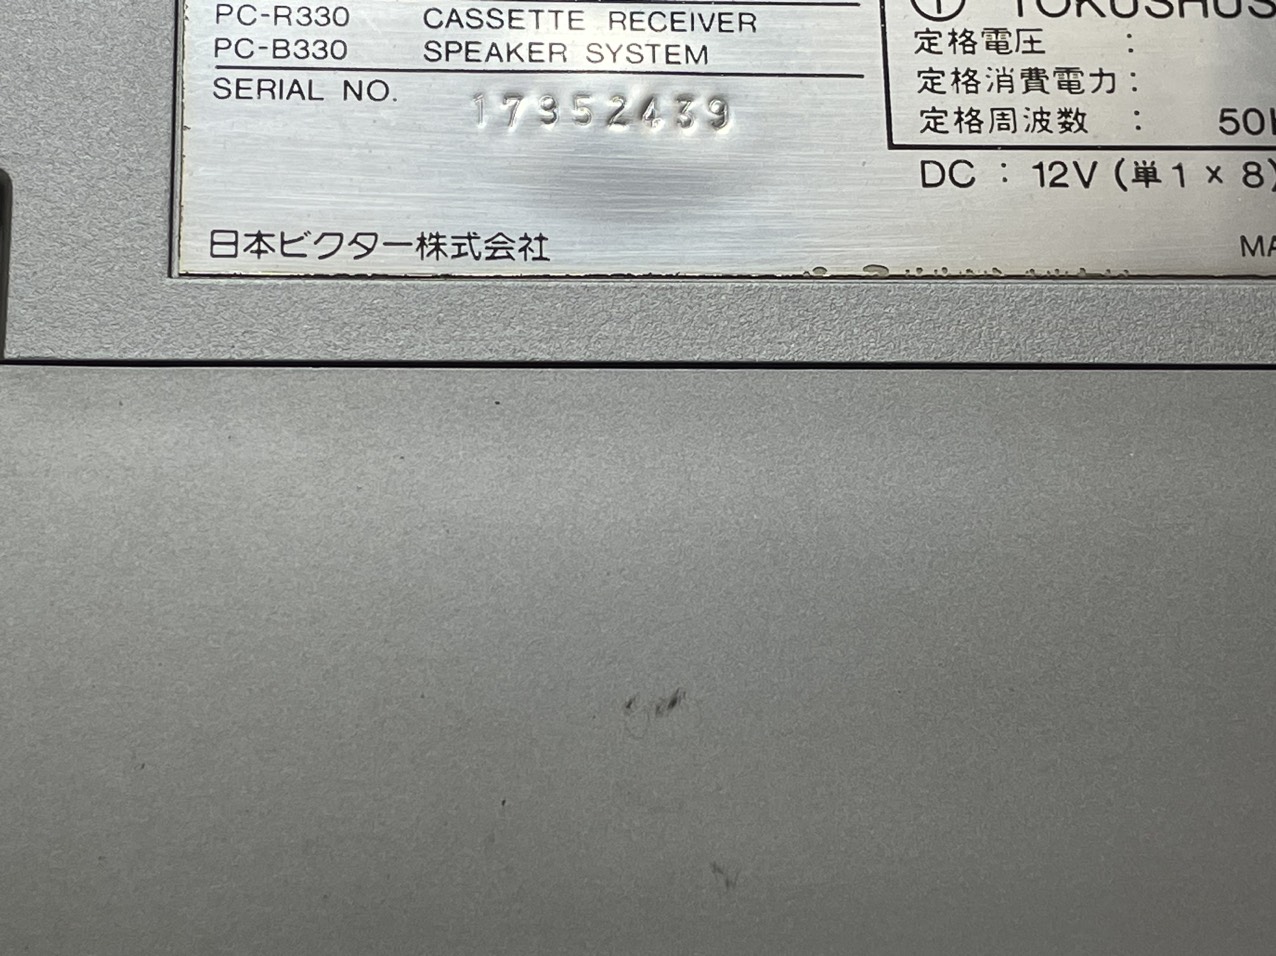 PC-R330 CASSETTE RECEIVER
PC-B330 SPEAKER SYSTEM
SERIAL NO. 17952439
日本ビクター株式会社
定格電圧 :
定格消費電力:
定格周波数 : 50
DC : 12V (単1 × 8)